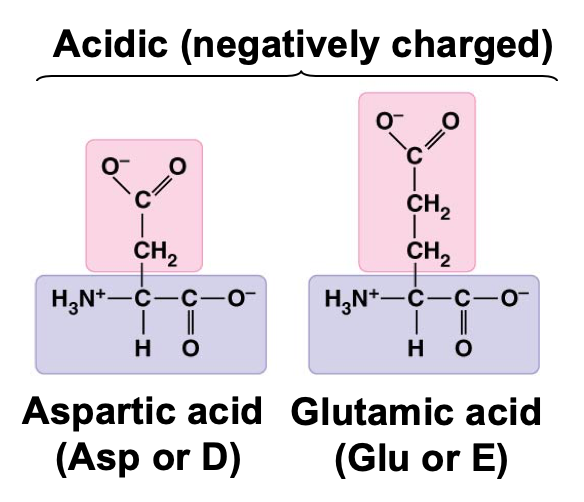 Acidic (negatively charged)
O⁻ O
C
CH₂
H₃N⁺—C—C—O⁻
H O
Aspartic acid
(Asp or D)
O⁻ O
C
CH₂
CH₂
H₃N⁺—C—C—O⁻
H O
Glutamic acid
(Glu or E)